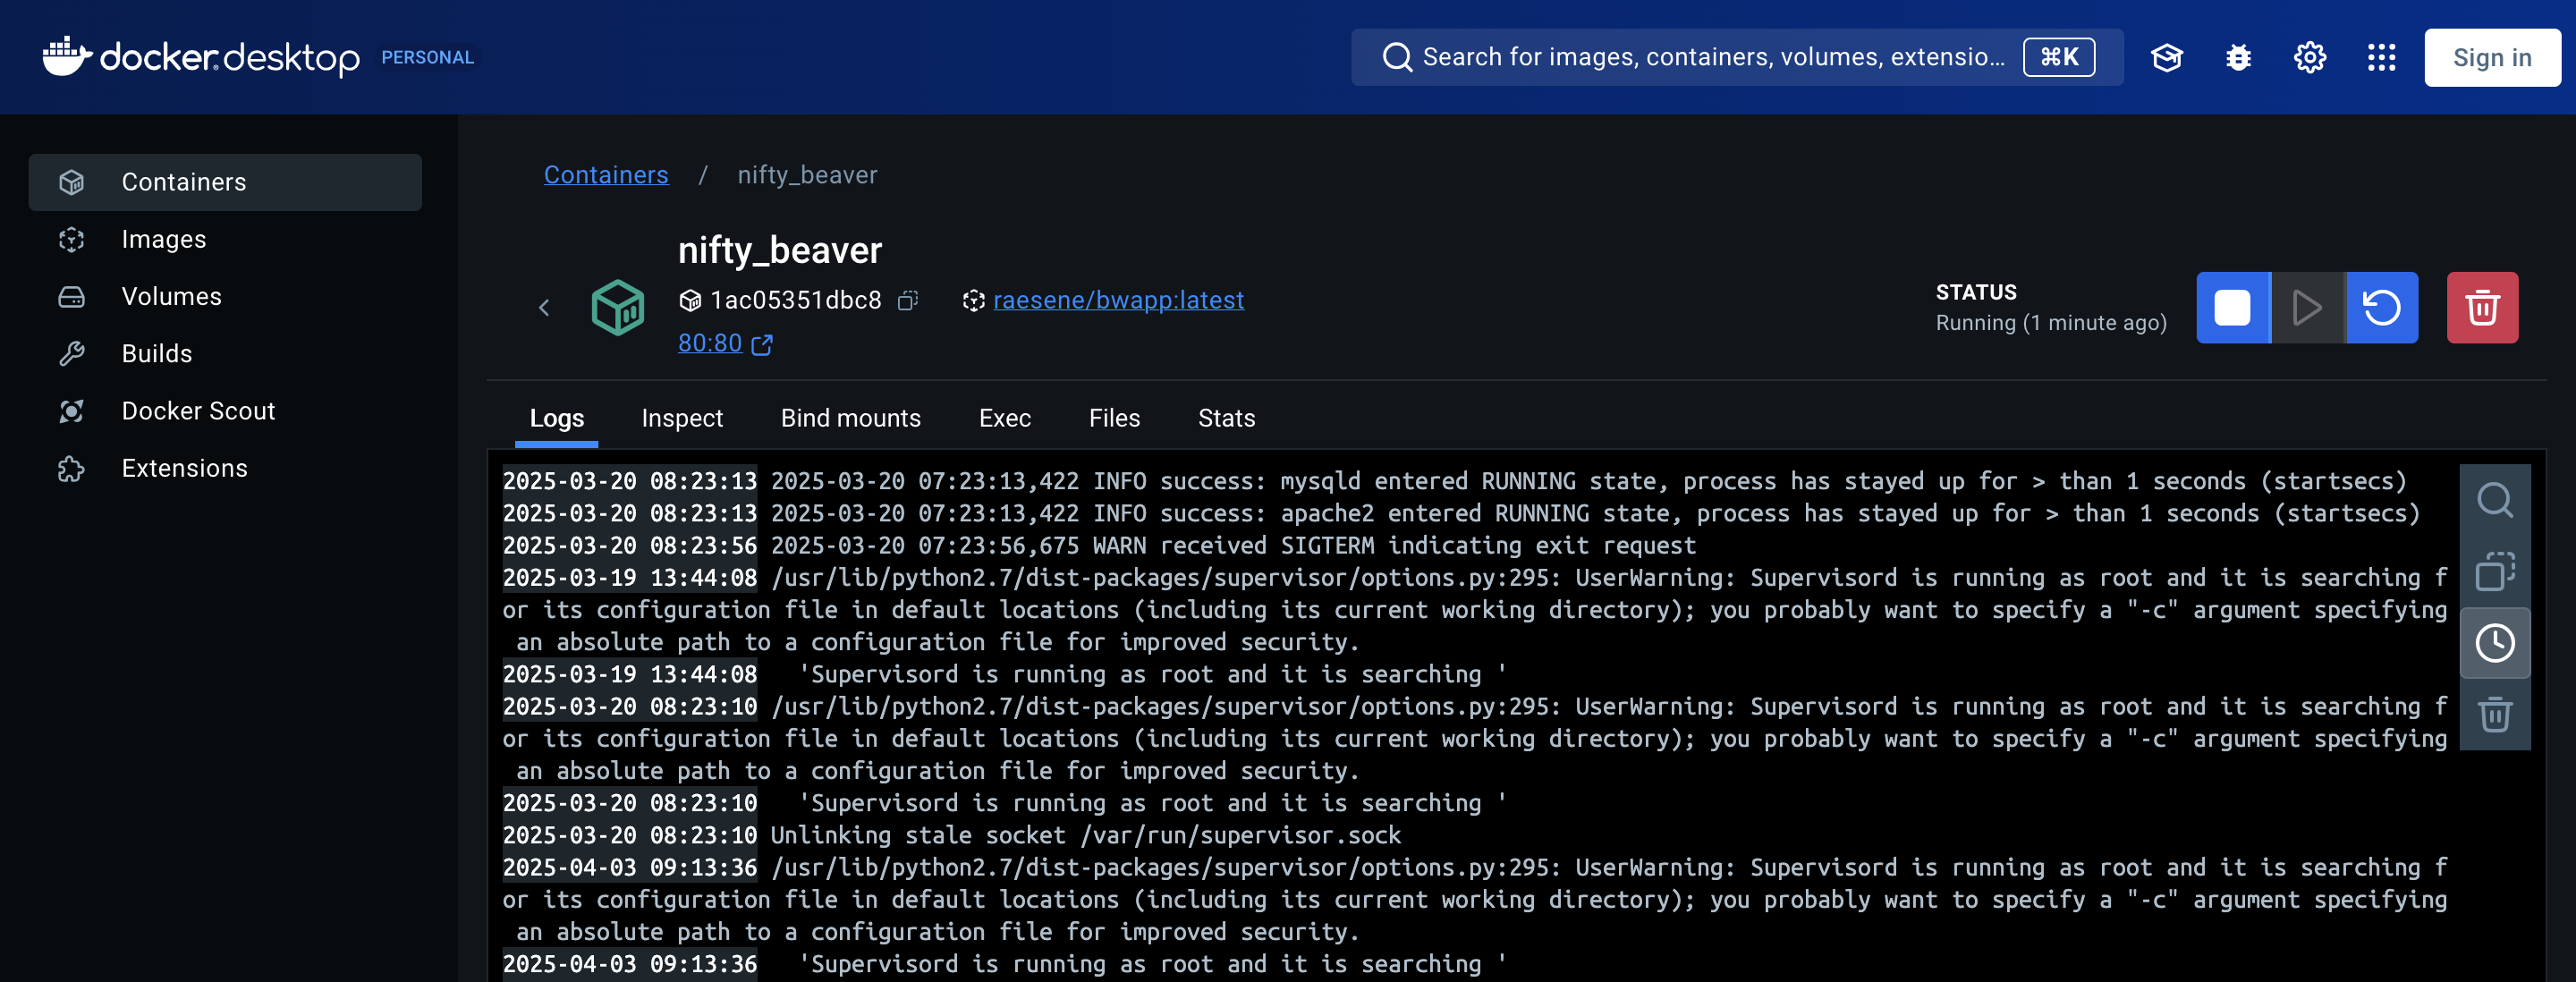 docker.desktop PERSONAL
Search for images, containers, volumes, extensio... ⌘K
Sign in
Containers
Images
Volumes
Builds
Docker Scout
Extensions
Containers / nifty_beaver
nifty_beaver
1ac05351dbc8 raesene/bwapp:latest
80:80
STATUS
Running (1 minute ago)
Logs Inspect Bind mounts Exec Files Stats
2025-03-20 08:23:13 2025-03-20 07:23:13,422 INFO success: mysqld entered RUNNING state, process has stayed up for > than 1 seconds (startsecs)
2025-03-20 08:23:13 2025-03-20 07:23:13,422 INFO success: apache2 entered RUNNING state, process has stayed up for > than 1 seconds (startsecs)
2025-03-20 08:23:56 2025-03-20 07:23:56,675 WARN received SIGTERM indicating exit request
2025-03-19 13:44:08 /usr/lib/python2.7/dist-packages/supervisor/options.py:295: UserWarning: Supervisord is running as root and it is searching f
or its configuration file in default locations (including its current working directory); you probably want to specify a "-c" argument specifying
an absolute path to a configuration file for improved security.
2025-03-19 13:44:08 'Supervisord is running as root and it is searching '
2025-03-20 08:23:10 /usr/lib/python2.7/dist-packages/supervisor/options.py:295: UserWarning: Supervisord is running as root and it is searching f
or its configuration file in default locations (including its current working directory); you probably want to specify a "-c" argument specifying
an absolute path to a configuration file for improved security.
2025-03-20 08:23:10 'Supervisord is running as root and it is searching '
2025-03-20 08:23:10 Unlinking stale socket /var/run/supervisor.sock
2025-04-03 09:13:36 /usr/lib/python2.7/dist-packages/supervisor/options.py:295: UserWarning: Supervisord is running as root and it is searching f
or its configuration file in default locations (including its current working directory); you probably want to specify a "-c" argument specifying
an absolute path to a configuration file for improved security.
2025-04-03 09:13:36 'Supervisord is running as root and it is searching '